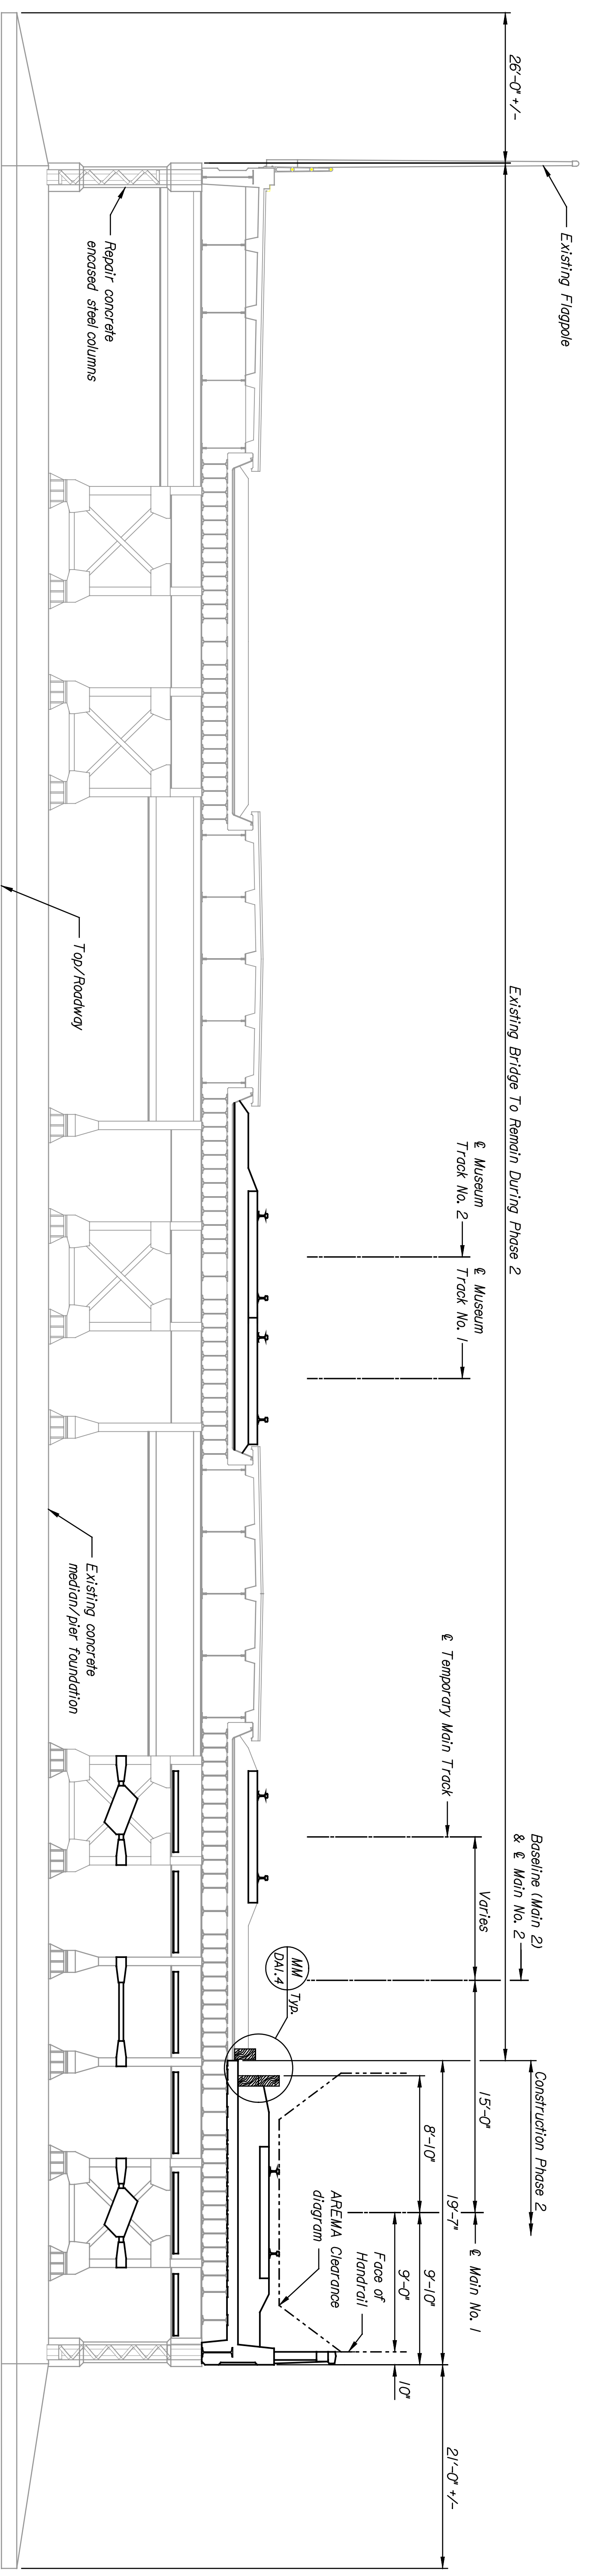 26'-0" +/-
Existing Flagpole
Repair concrete
encased steel columns
Existing Bridge To Remain During Phase 2
Top/Roadway
℄ Museum
Track No. 2
℄ Museum
Track No. 1
Existing concrete
median/pier foundation
℄ Temporary Main Track
Baseline (Main 2)
& ℄ Main No. 2
Varies
MM
DA1.4
Typ.
Construction Phase 2
15'-0"
19'-7"
8'-10"
℄ Main No. 1
9'-10"
9'-0"
Face of
Handrail
AREMA Clearance
diagram
10"
21'-0" +/-